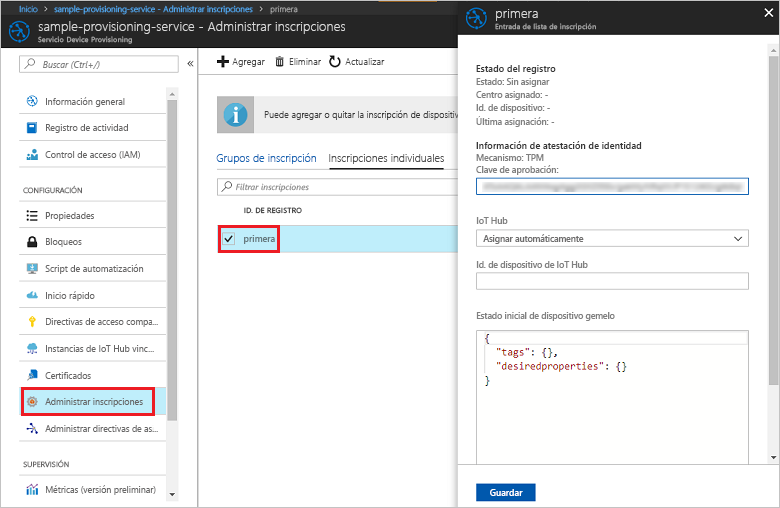 Inicio > sample-provisioning-service - Administrar inscripciones > primera
sample-provisioning-service - Administrar inscripciones
Servicio Device Provisioning
Buscar (Ctrl+/)
Información general
Registro de actividad
Control de acceso (IAM)
CONFIGURACIÓN
Propiedades
Bloqueos
Script de automatización
Inicio rápido
Directivas de acceso compa...
Instancias de IoT Hub vinc...
Certificados
Administrar inscripciones
Administrar directivas de as...
SUPERVISIÓN
Métricas (versión preliminar)
Agregar Eliminar Actualizar
Puede agregar o quitar la inscripción de dispositiv
Grupos de inscripción Inscripciones individuales
Filtrar inscripciones
ID. DE REGISTRO
primera
primera
Entrada de lista de inscripción
Estado del registro
Estado: Sin asignar
Centro asignado: -
Id. de dispositivo: -
Última asignación: -
Información de atestación de identidad
Mecanismo: TPM
Clave de aprobación:
IoT Hub
Asignar automáticamente
Id. de dispositivo de IoT Hub
Estado inicial de dispositivo gemelo
{
"tags": {},
"desiredproperties": {}
}
Guardar